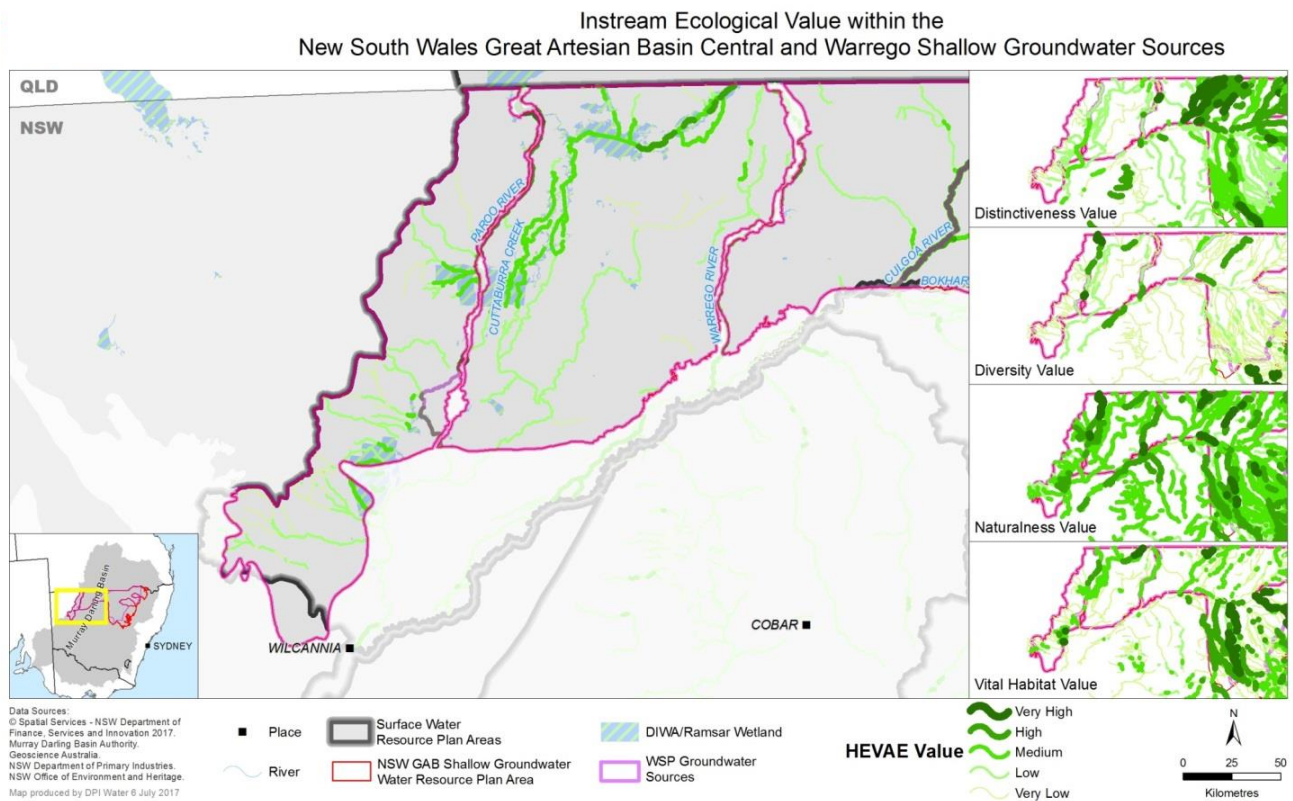 Instream Ecological Value within the
New South Wales Great Artesian Basin Central and Warrego Shallow Groundwater Sources
QLD
NSW
PAROO RIVER
CUTTABURRA CREEK
WARREGO RIVER
CULGOA RIVER
BOKHAR
WILCANNIA
COBAR
Murray Darling Basin
SYDNEY
Distinctiveness Value
Diversity Value
Naturalness Value
Vital Habitat Value
Data Sources:
© Spatial Services - NSW Department of
Finance, Services and Innovation 2017.
Murray Darling Basin Authority.
Geoscience Australia.
NSW Department of Primary Industries.
NSW Office of Environment and Heritage.
Map produced by DPI Water 6 July 2017
Place
River
Surface Water
Resource Plan Areas
NSW GAB Shallow Groundwater
Water Resource Plan Area
DIWA/Ramsar Wetland
WSP Groundwater
Sources
HEVAE Value
Very High
High
Medium
Low
Very Low
N
0 25 50
Kilometres